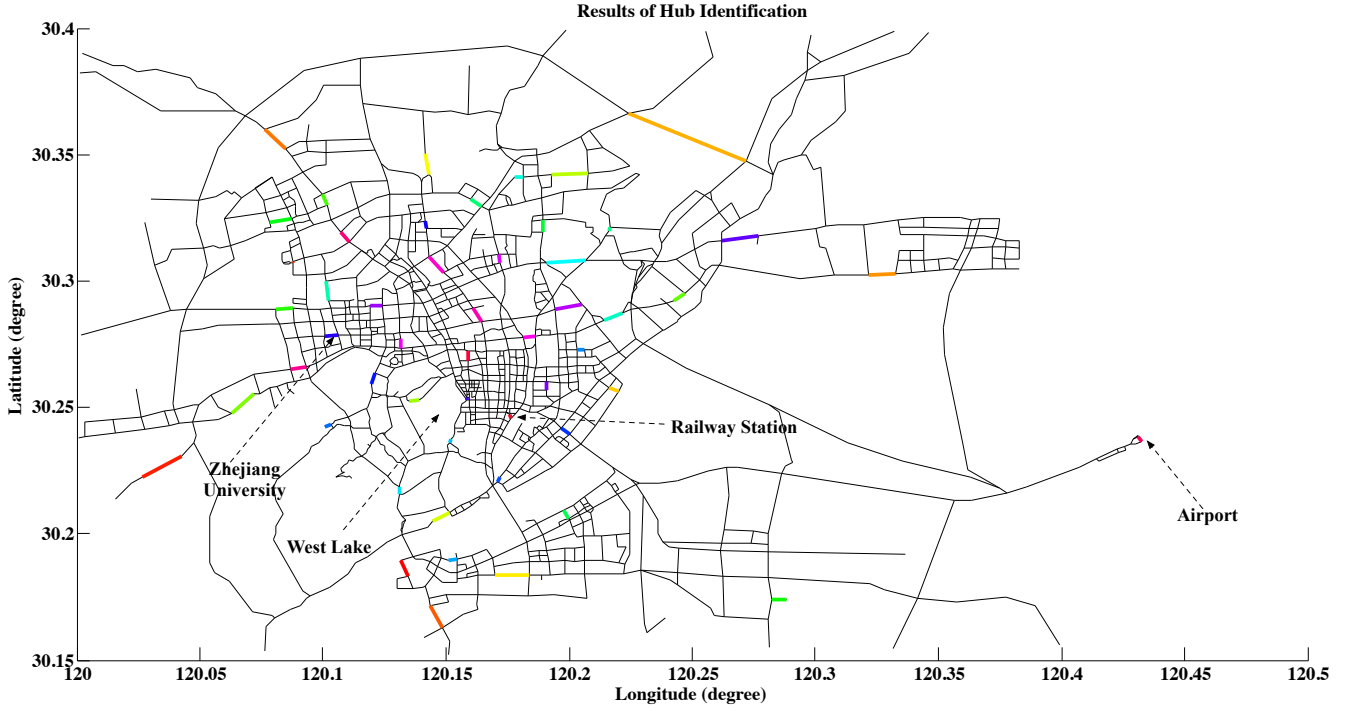 Results of Hub Identification
30.4
30.35
30.3
30.25
30.2
30.15
Latitude (degree)
Railway Station
Zhejiang
University
West Lake
Airport
120
120.05
120.1
120.15
120.2
120.25
120.3
120.35
120.4
120.45
120.5
Longitude (degree)